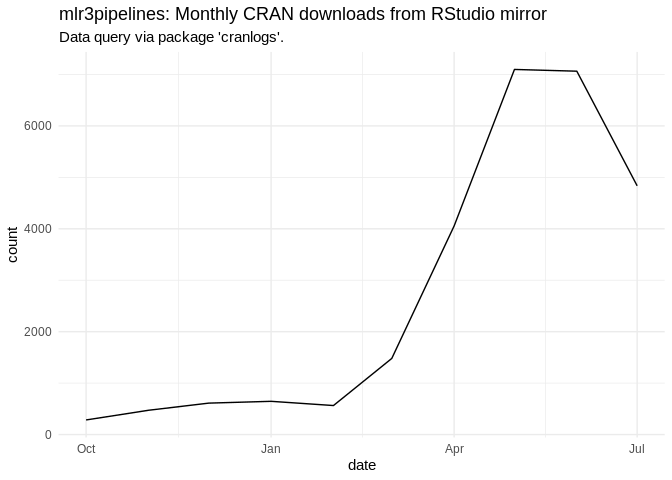 mlr3pipelines: Monthly CRAN downloads from RStudio mirror
Data query via package 'cranlogs'.
6000
4000
2000
0
count
Oct Jan Apr Jul
date